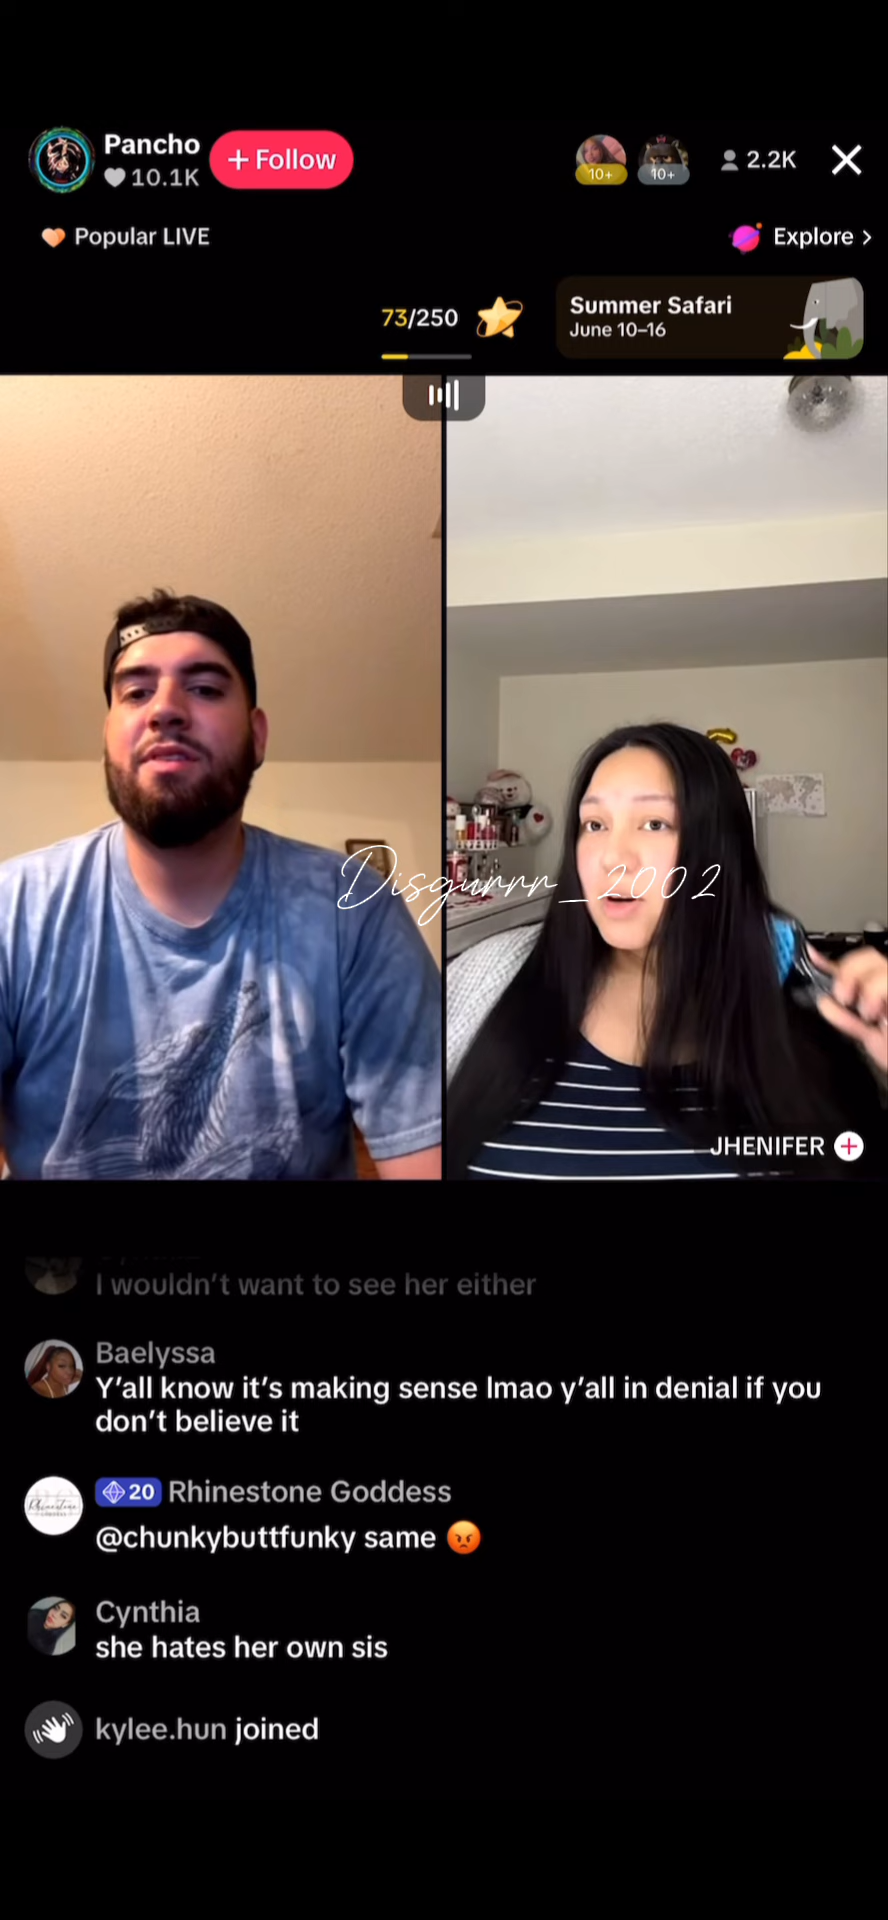 Pancho
+ Follow
10.1K
10+
10+
2.2K
Popular LIVE
Explore >
73/250
Summer Safari
June 10–16
Disgurrr_2002
JHENIFER
I wouldn't want to see her either
Baelyssa
Y'all know it's making sense lmao y'all in denial if you
don't believe it
20 Rhinestone Goddess
@chunkybuttfunky same 😡
Cynthia
she hates her own sis
kylee.hun joined